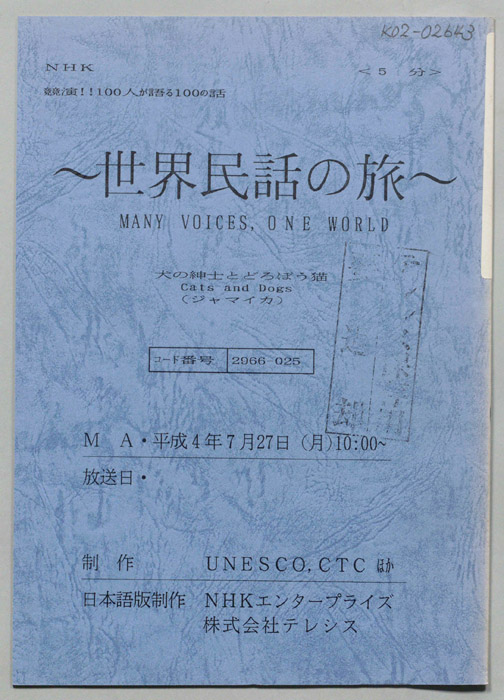 K02-02643
NHK
<5 分>
競演!!100人が語る100の話
~世界民話の旅~
MANY VOICES, ONE WORLD
犬の紳士とどろぼう猫
Cats and Dogs
(ジャマイカ)
コード番号 2966-025
M A・平成4年7月27日 (月)10:00~
放送日・
制 作 UNESCO,CTC ほか
日本語版制作 NHKエンタープライズ
株式会社テレシス